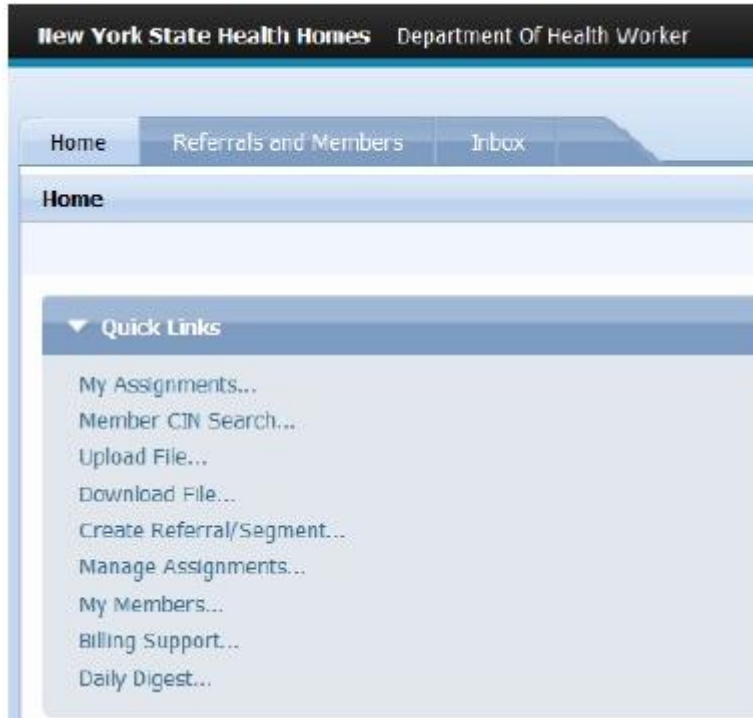 New York State Health Homes Department Of Health Worker
Home Referrals and Members Inbox
Home
Quick Links
My Assignments...
Member CIN Search...
Upload File...
Download File...
Create Referral/Segment...
Manage Assignments...
My Members...
Billing Support...
Daily Digest...